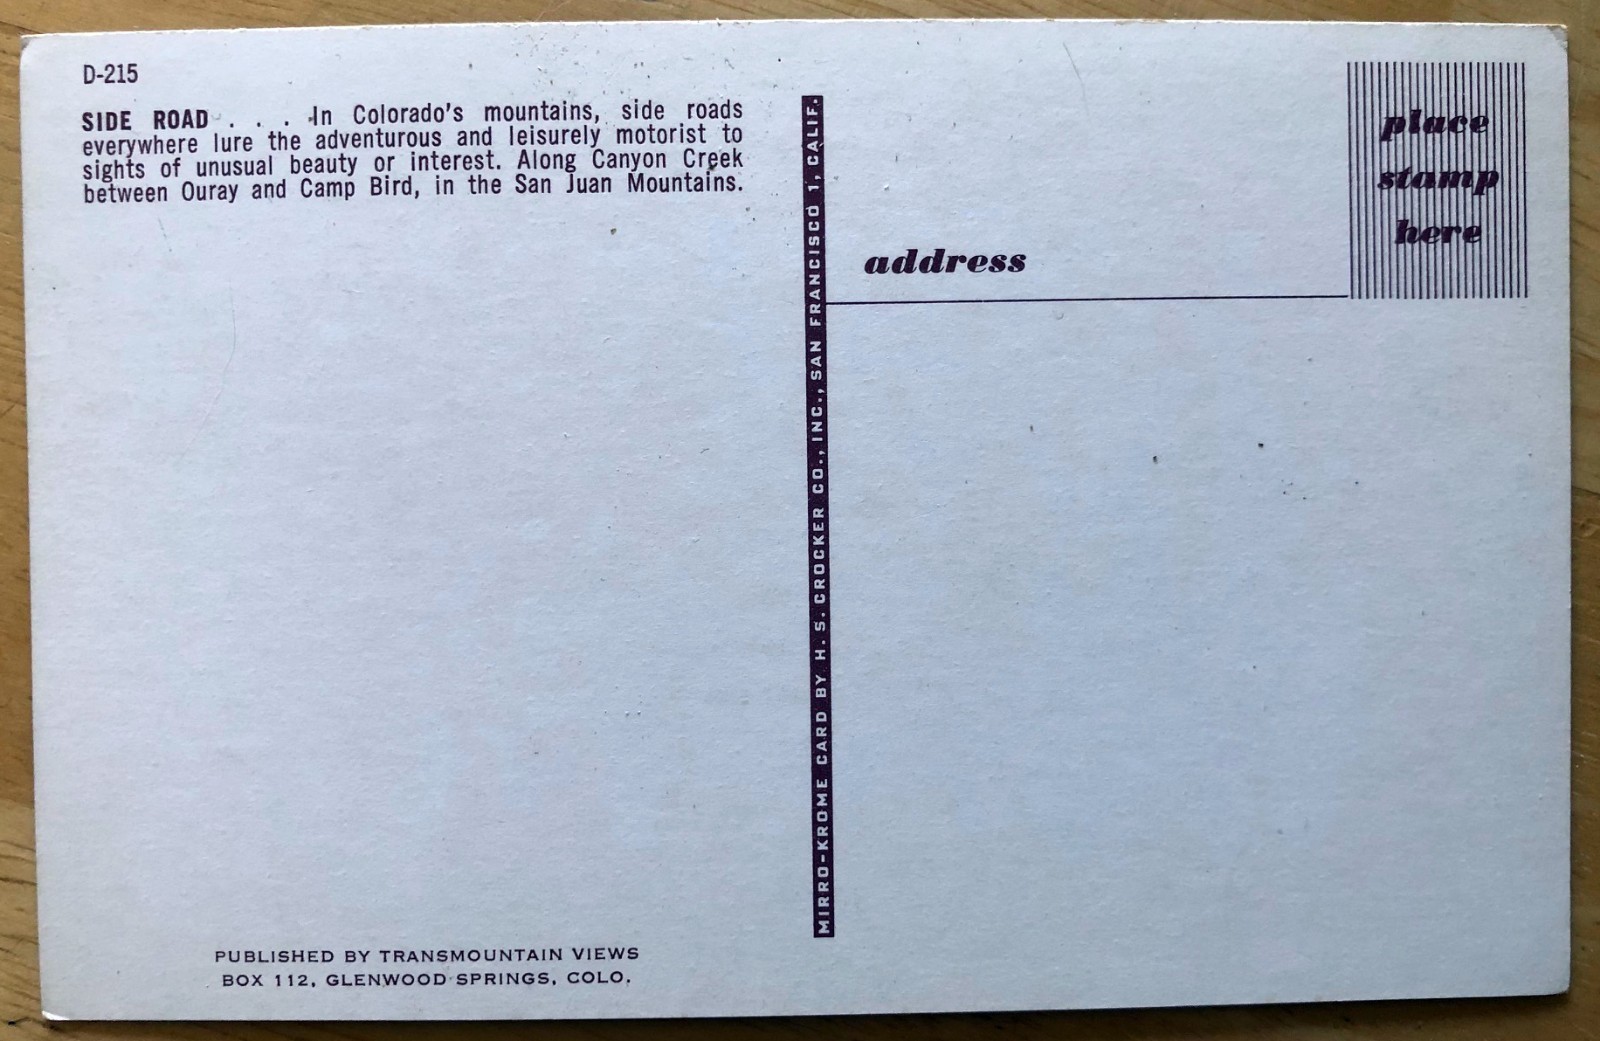 D-215
SIDE ROAD . . . In Colorado's mountains, side roads
everywhere lure the adventurous and leisurely motorist to
sights of unusual beauty or interest. Along Canyon Creek
between Ouray and Camp Bird, in the San Juan Mountains.
PUBLISHED BY TRANSMOUNTAIN VIEWS
BOX 112, GLENWOOD SPRINGS, COLO.
MIRRO-KROME CARD BY H. S. CROCKER CO., INC., SAN FRANCISCO 1, CALIF.
address
place
stamp
here